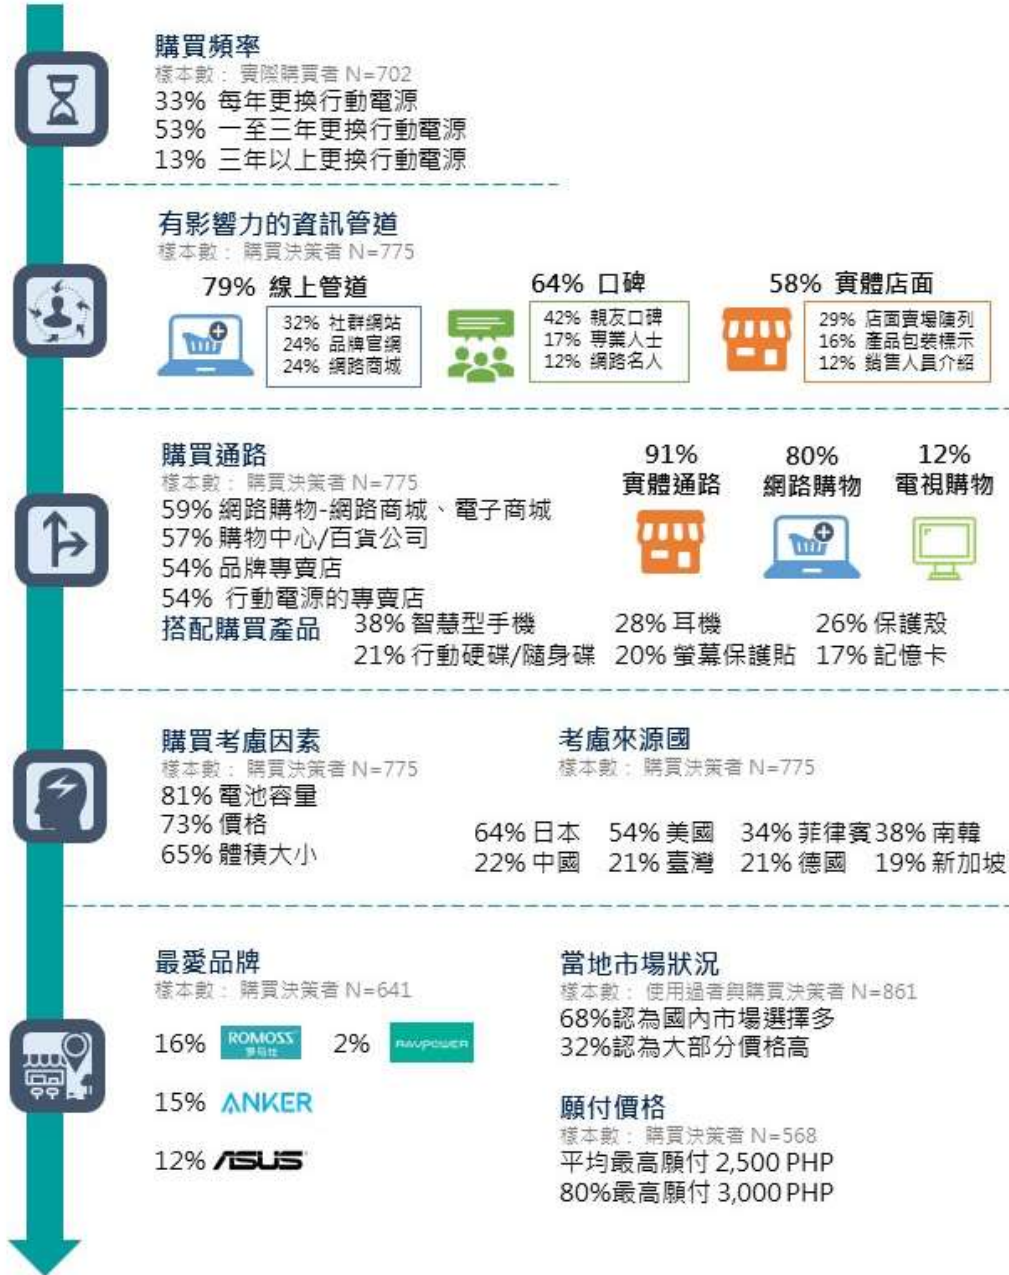 購買頻率
樣本數： 實際購買者 N=702
33% 每年更換行動電源
53% 一至三年更換行動電源
13% 三年以上更換行動電源
有影響力的資訊管道
樣本數： 購買決策者 N=775
79% 線上管道
32% 社群網站
24% 品牌官網
24% 網路商城
64% 口碑
42% 親友口碑
17% 專業人士
12% 網路名人
58% 實體店面
29% 店面賣場陳列
16% 產品包裝標示
12% 銷售人員介紹
購買通路
樣本數： 購買決策者 N=775
59% 網路購物-網路商城、電子商城
57% 購物中心/百貨公司
54% 品牌專賣店
54% 行動電源的專賣店
91%
實體通路
80%
網路購物
12%
電視購物
搭配購買產品
38% 智慧型手機 28% 耳機 26% 保護殼
21% 行動硬碟/隨身碟 20% 螢幕保護貼 17% 記憶卡
購買考慮因素
樣本數： 購買決策者 N=775
81% 電池容量
73% 價格
65% 體積大小
考慮來源國
樣本數： 購買決策者 N=775
64% 日本 54% 美國 34% 菲律賓 38% 南韓
22% 中國 21% 臺灣 21% 德國 19% 新加坡
最愛品牌
樣本數： 購買決策者 N=641
16% ROMOSS 2% RAVPOWER
15% ANKER
12% ASUS
當地市場狀況
樣本數： 使用過者與購買決策者 N=861
68%認為國內市場選擇多
32%認為大部分價格高
願付價格
樣本數： 購買決策者 N=568
平均最高願付 2,500 PHP
80%最高願付 3,000 PHP